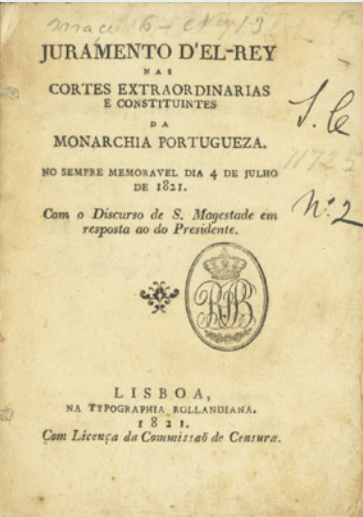 JURAMENTO D'EL-REY
NAS
CORTES EXTRAORDINARIAS
E CONSTITUINTES
DA
MONARCHIA PORTUGUEZA.
NO SEMPRE MEMORAVEL DIA 4 DE JULHO
DE 1821.
Com o Discurso de S. Magestade em
resposta ao do Presidente.
S. C
11725
N.º 2
LISBOA,
NA TYPOGRAPHIA ROLLANDIANA.
1821.
Com Licença da Commissaõ de Censura.